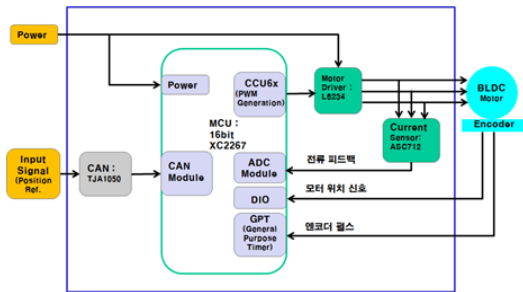 Power
Power
CCU6x
(PWM
Generation)
Motor
Driver :
L6234
BLDC
Motor
Encoder
MCU :
16bit
XC2267
Current
Sensor:
ASC712
Input
Signal
(Position
Ref.)
CAN :
TJA1050
CAN
Module
ADC
Module
전류 피드백
DIO
모터 위치 신호
GPT
(General
Purpose
Timer)
엔코더 펄스